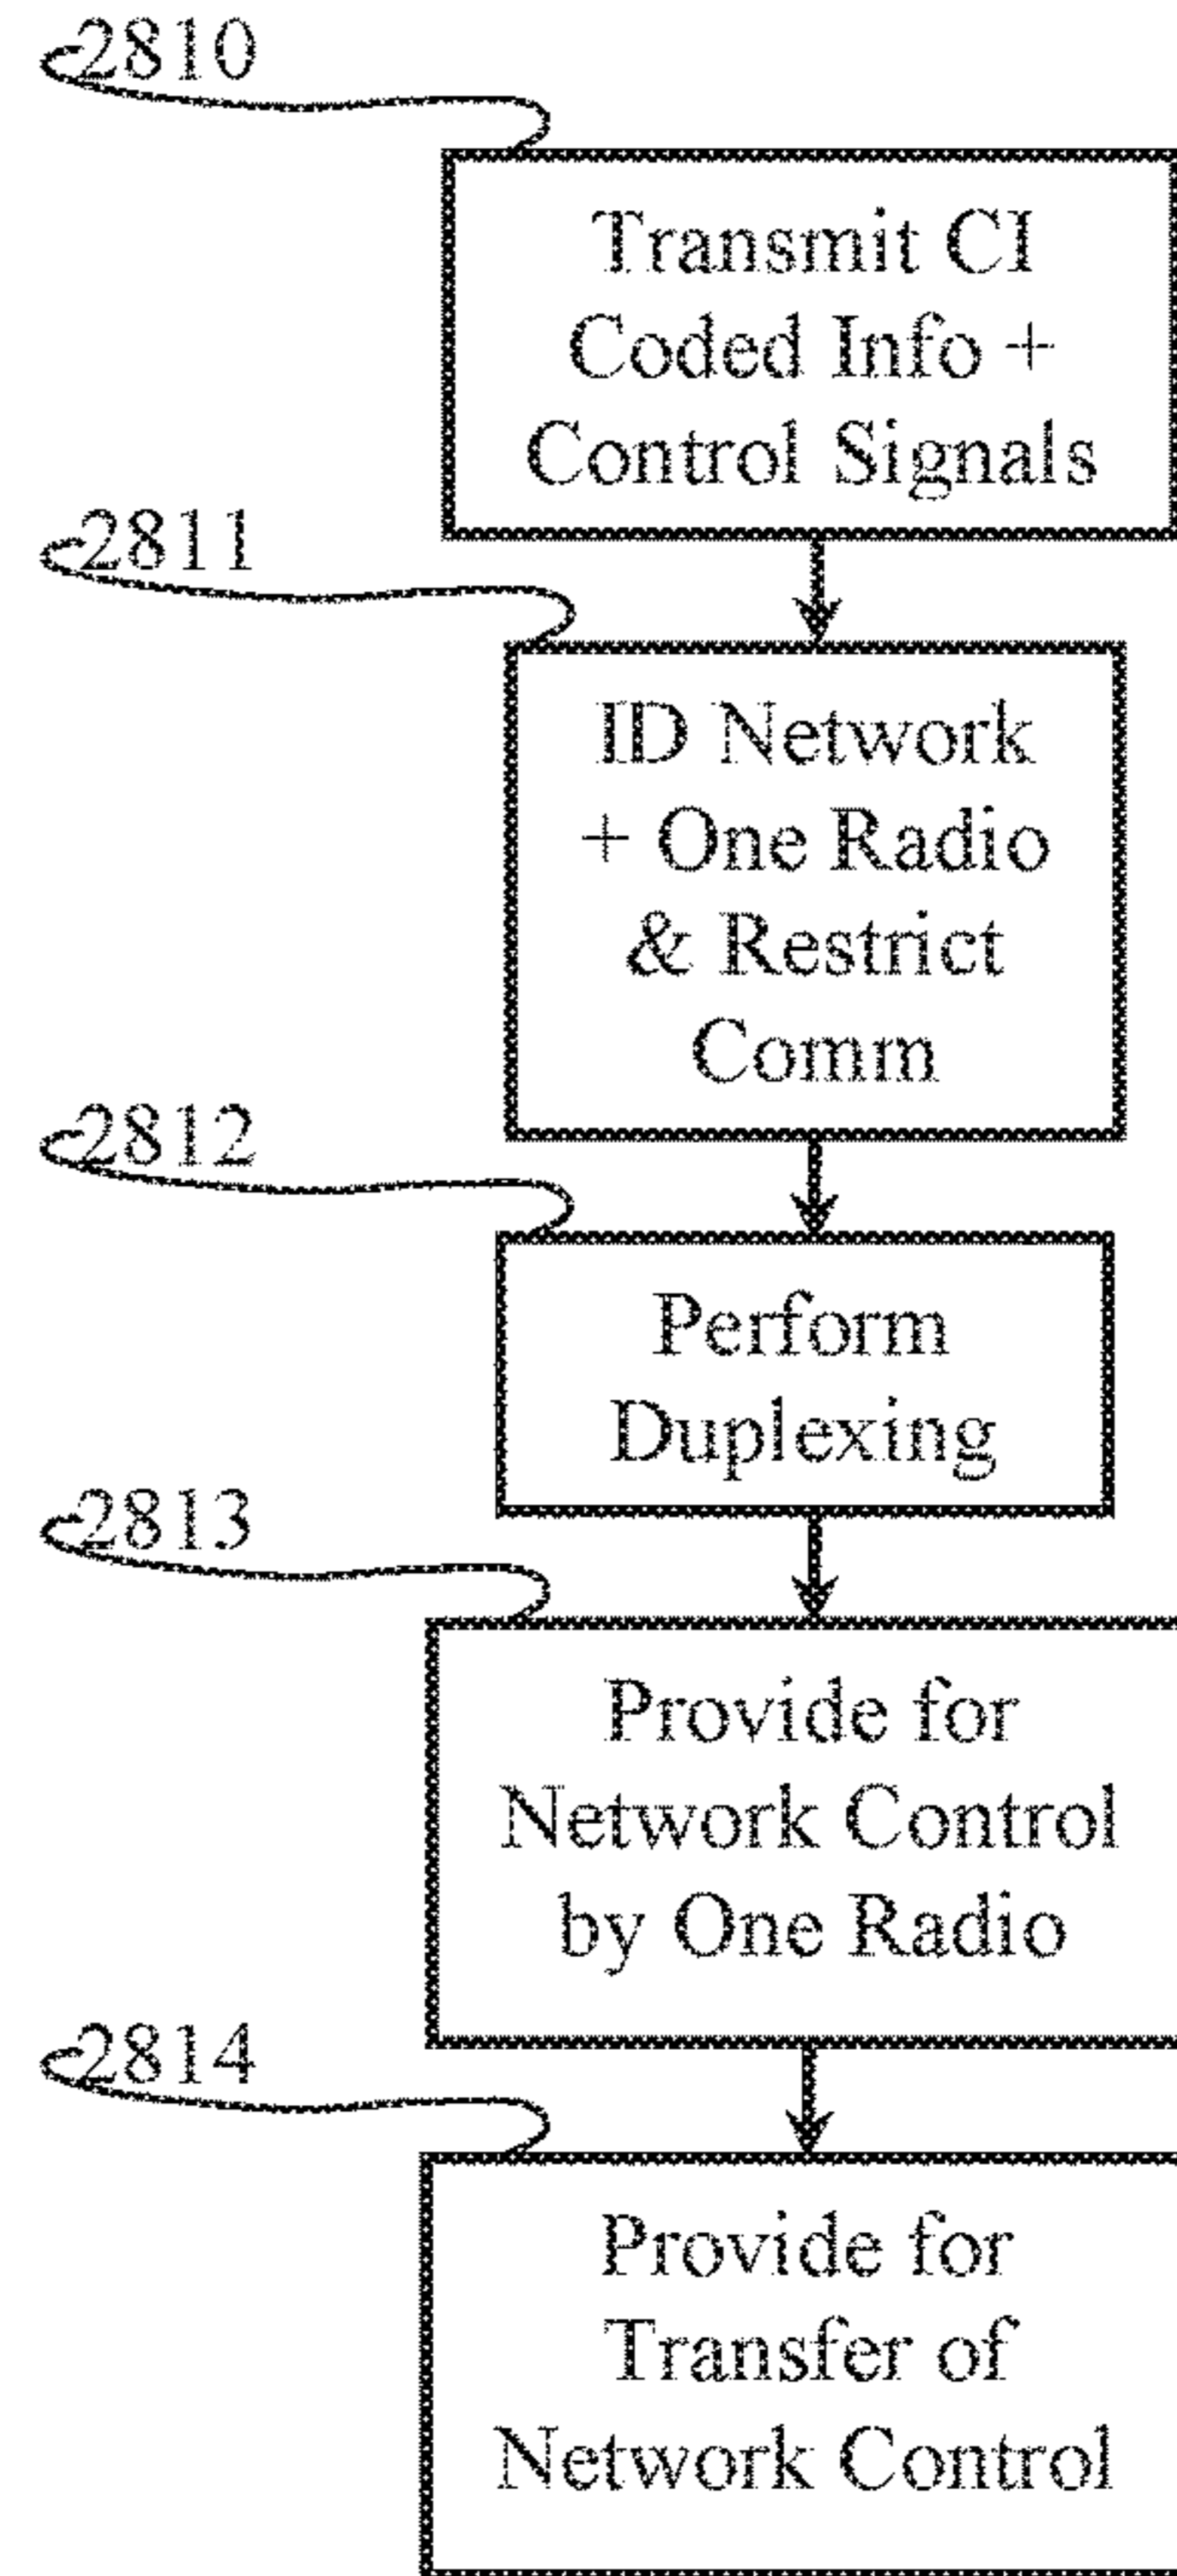 2810
Transmit CI
Coded Info +
Control Signals
2811
ID Network
+ One Radio
& Restrict
Comm
2812
Perform
Duplexing
2813
Provide for
Network Control
by One Radio
2814
Provide for
Transfer of
Network Control